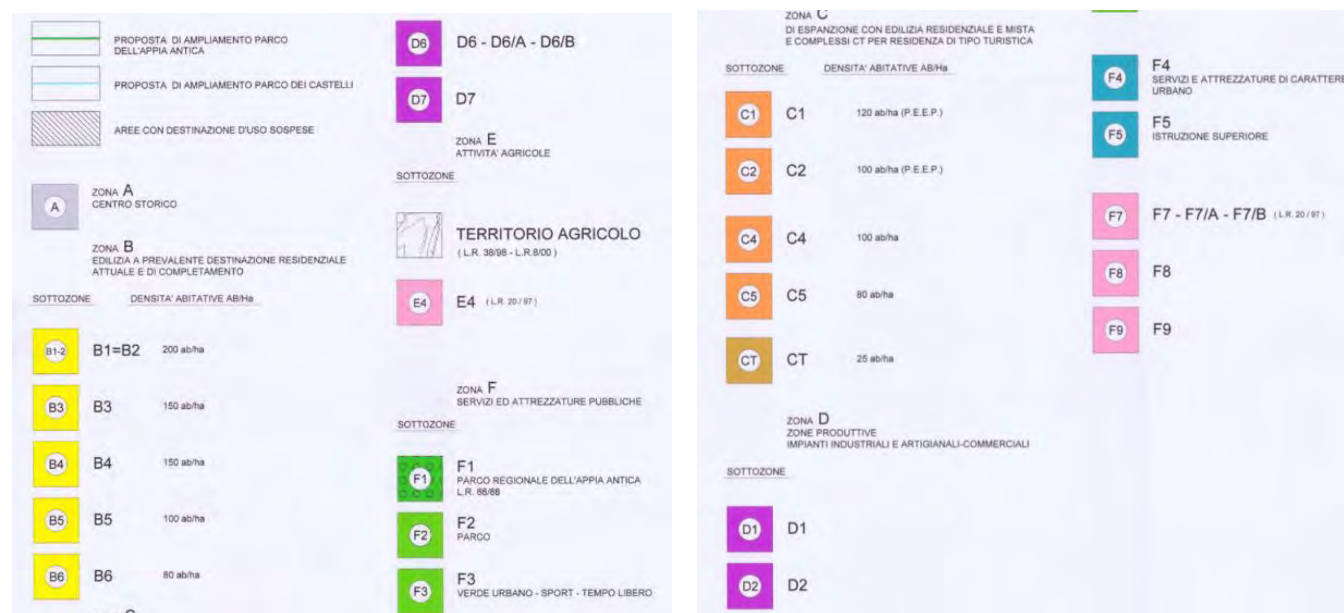 PROPOSTA DI AMPLIAMENTO PARCO
DELL'APPIA ANTICA
PROPOSTA DI AMPLIAMENTO PARCO DEI CASTELLI
AREE CON DESTINAZIONE D'USO SOSPESE
A
ZONA A
CENTRO STORICO
ZONA B
EDILIZIA A PREVALENTE DESTINAZIONE RESIDENZIALE
ATTUALE E DI COMPLETAMENTO
SOTTOZONE DENSITA' ABITATIVE AB/Ha
B1-2 B1=B2 200 ab/ha
B3 B3 150 ab/ha
B4 B4 150 ab/ha
B5 B5 100 ab/ha
B6 B6 80 ab/ha
D6 D6 - D6/A - D6/B
D7 D7
ZONA E
ATTIVITA' AGRICOLE
SOTTOZONE
TERRITORIO AGRICOLO
( L.R. 38/98 - L.R.8/00 )
E4 E4 ( L.R. 20 / 97 )
ZONA F
SERVIZI ED ATTREZZATURE PUBBLICHE
SOTTOZONE
F1 F1
PARCO REGIONALE DELL'APPIA ANTICA
L.R. 66/88
F2 F2
PARCO
F3 F3
VERDE URBANO - SPORT - TEMPO LIBERO
ZONA C
DI ESPANZIONE CON EDILIZIA RESIDENZIALE E MISTA
E COMPLESSI CT PER RESIDENZA DI TIPO TURISTICA
SOTTOZONE DENSITA' ABITATIVE AB/Ha
C1 C1 120 ab/ha (P.E.E.P.)
C2 C2 100 ab/ha (P.E.E.P.)
C4 C4 100 ab/ha
C5 C5 80 ab/ha
CT CT 25 ab/ha
ZONA D
ZONE PRODUTTIVE
IMPIANTI INDUSTRIALI E ARTIGIANALI-COMMERCIALI
SOTTOZONE
D1 D1
D2 D2
F4 F4
SERVIZI E ATTREZZATURE DI CARATTERE
URBANO
F5 F5
ISTRUZIONE SUPERIORE
F7 F7 - F7/A - F7/B ( L.R. 20 / 97 )
F8 F8
F9 F9